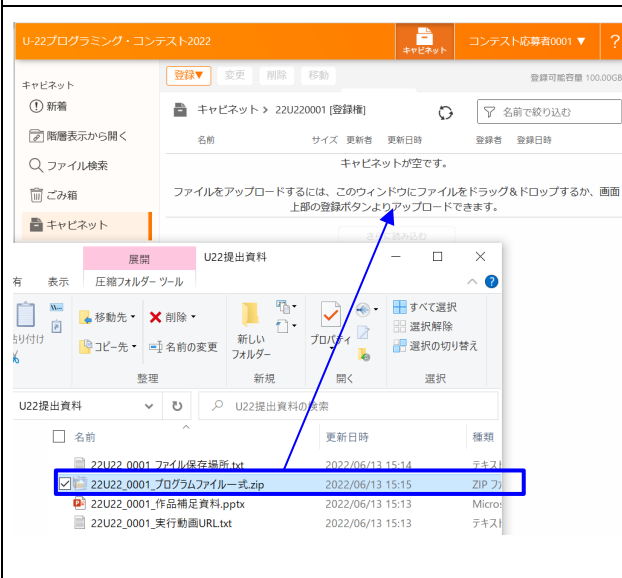 U-22プログラミング・コンテスト2022
キャビネット
コンテスト応募者0001 ▼
?
キャビネット
登録▼ 変更 削除 移動
登録可能容量 100.00GB
新着
キャビネット > 22U220001 [登録権]
名前で絞り込む
階層表示から開く
名前 サイズ 更新者 更新日時 登録者 登録日時
ファイル検索
キャビネットが空です。
ごみ箱
ファイルをアップロードするには、このウィンドウにファイルをドラッグ&ドロップするか、画面
上部の登録ボタンよりアップロードできます。
キャビネット
さらに読み込む
展開 U22提出資料
有 表示 圧縮フォルダー ツール
貼り付け
移動先 削除
コピー先 名前の変更
新しい
フォルダー
プロパティ
すべて選択
選択解除
選択の切り替え
整理 新規 開く 選択
U22提出資料
U22提出資料の検索
名前 更新日時 種類
22U22_0001_ファイル保存場所.txt 2022/06/13 15:14 テキス
22U22_0001_プログラムファイル一式.zip 2022/06/13 15:15 ZIP フ
22U22_0001_作品補足資料.pptx 2022/06/13 15:13 Micros
22U22_0001_実行動画URL.txt 2022/06/13 15:13 テキス